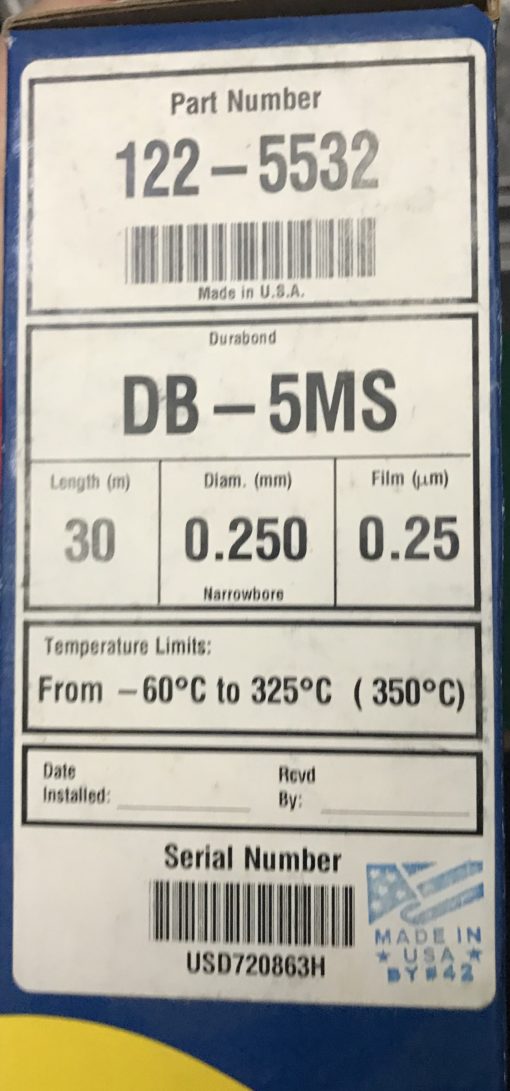 Part Number
122-5532
Made in U.S.A.
Durabond
DB-5MS
Length (m) Diam. (mm) Film (μm)
30 0.250 0.25
Narrowbore
Temperature Limits:
From -60°C to 325°C (350°C)
Date Installed:
Rcvd By:
Serial Number
USD720863H
MADE IN
★ USA ★
BY #42